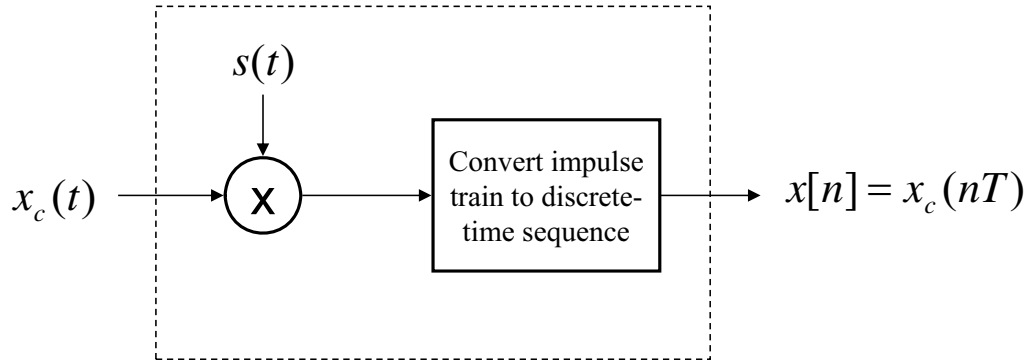 s(t)
x_c(t)
X
Convert impulse
train to discrete-
time sequence
x[n] = x_c(nT)